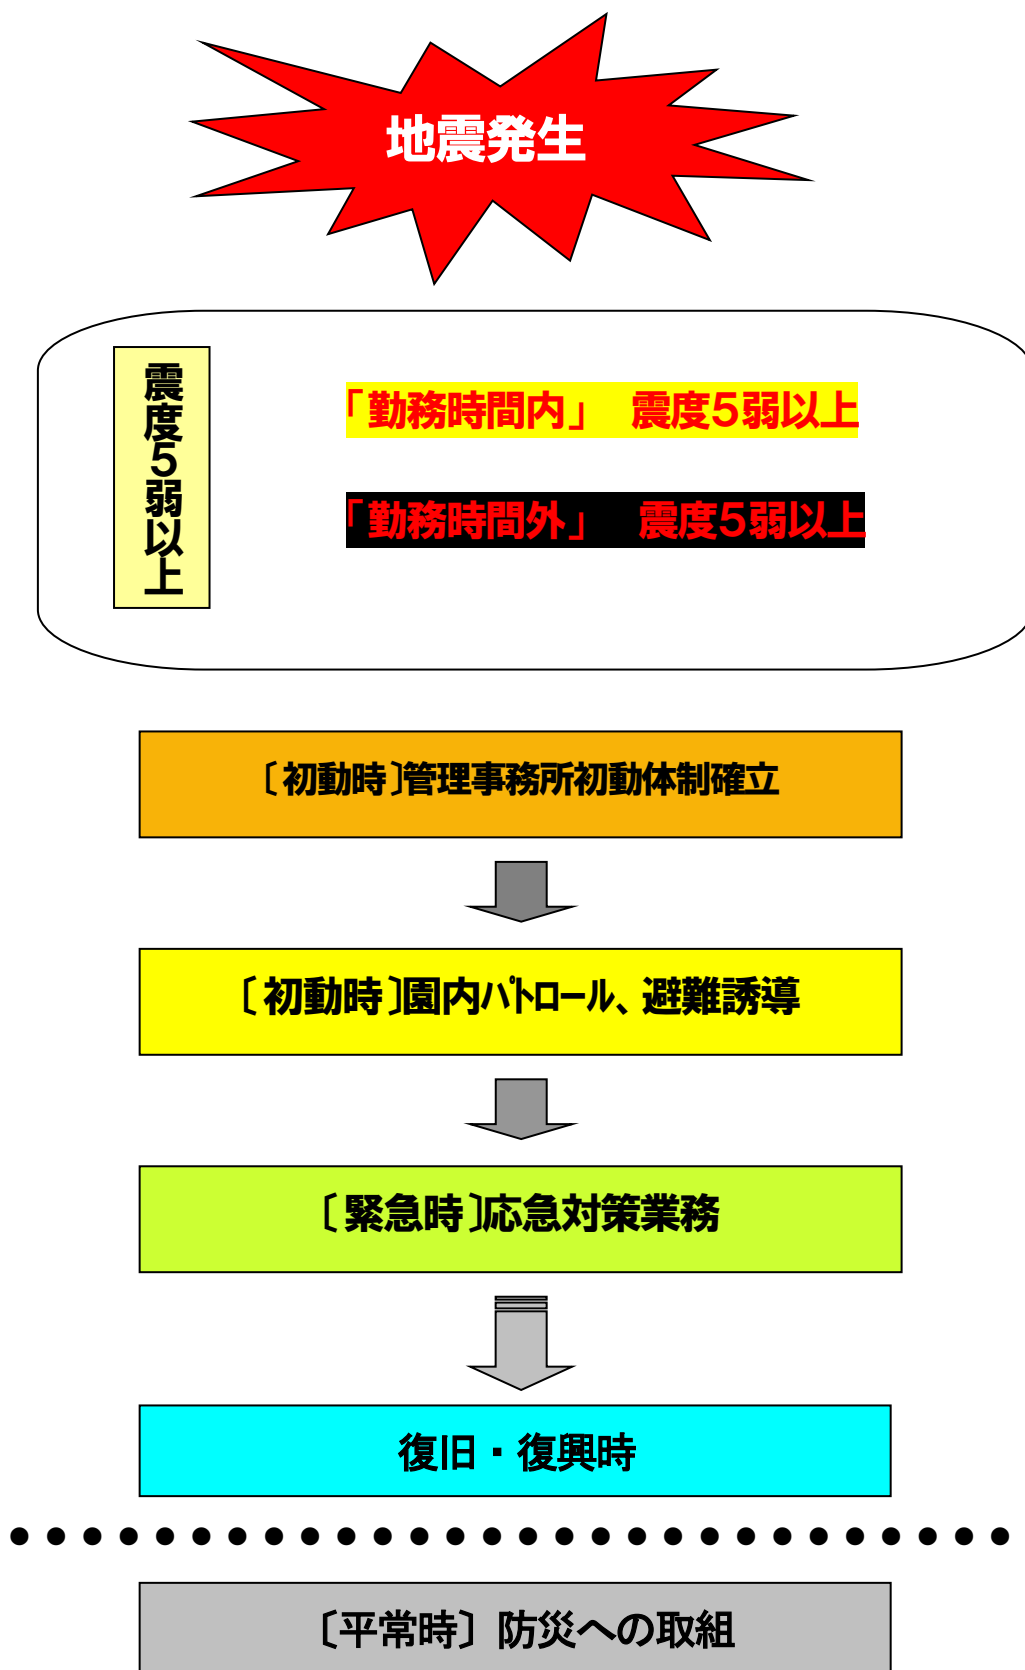 地震発生
震度５弱以上
「勤務時間内」　震度５弱以上
「勤務時間外」　震度５弱以上
〔初動時〕管理事務所初動体制確立
〔初動時〕園内ﾊﾟﾄﾛｰﾙ、避難誘導
〔緊急時〕応急対策業務
復旧・復興時
〔平常時〕防災への取組